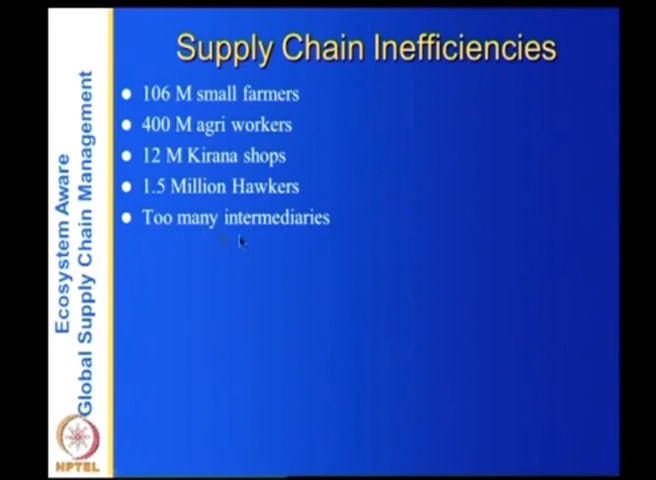 Supply Chain Inefficiencies
106 M small farmers
400 M agri workers
12 M Kirana shops
1.5 Million Hawkers
Too many intermediaries
Ecosystem Aware
Global Supply Chain Management
NPTEL